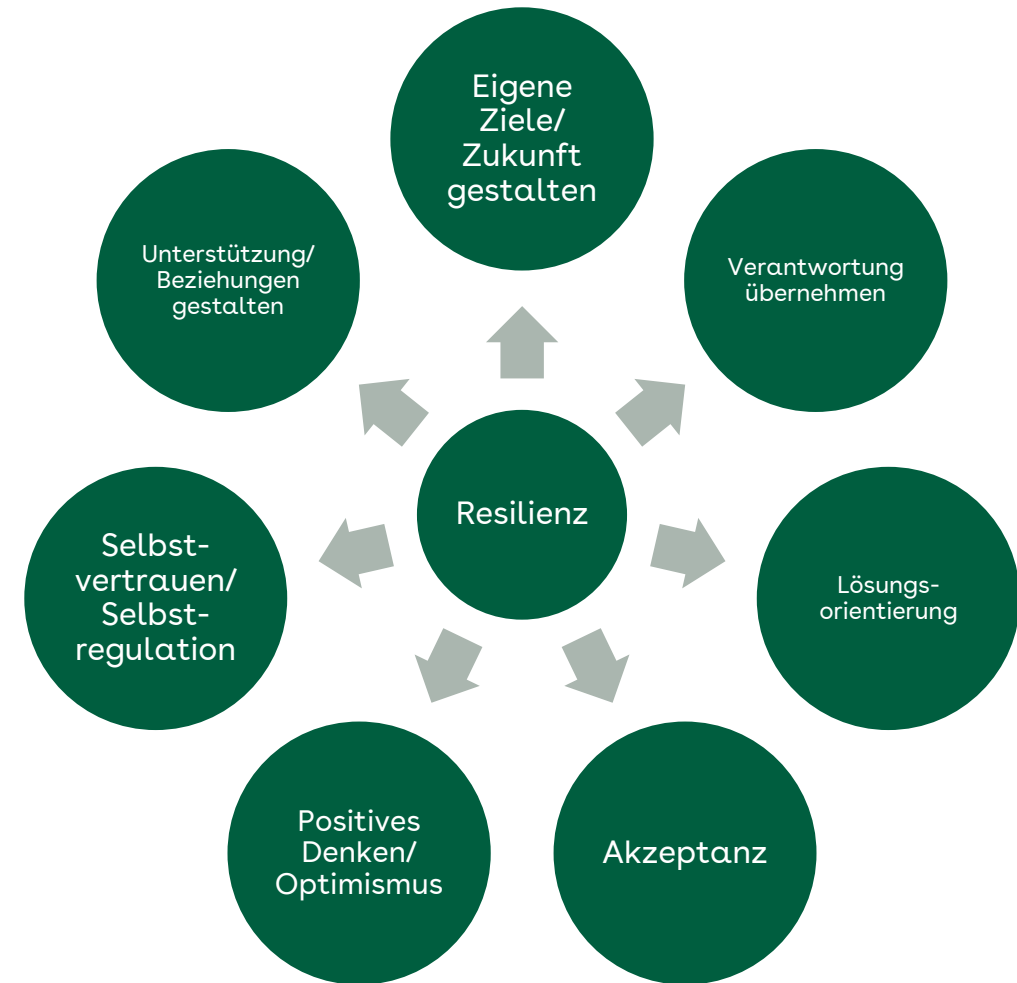 Eigene
Ziele/
Zukunft
gestalten
Verantwortung
übernehmen
Lösungs-
orientierung
Akzeptanz
Positives
Denken/
Optimismus
Selbst-
vertrauen/
Selbst-
regulation
Unterstützung/
Beziehungen
gestalten
Resilienz